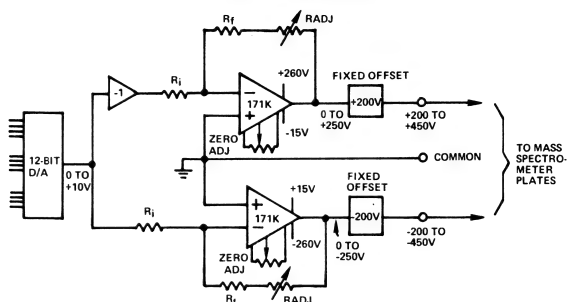 Rf
RADJ
+260V
FIXED OFFSET
-1
Ri
−
171K
+
+200V
0 TO
+250V
+200 TO
+450V
-15V
ZERO
ADJ
12-BIT
D/A
0 TO
+10V
COMMON
TO MASS
SPECTRO-
METER
PLATES
+15V
FIXED
OFFSET
+
171K
−
Ri
-200V
-200 TO
-450V
-260V
0 TO
-250V
ZERO
ADJ
Rf
RADJ